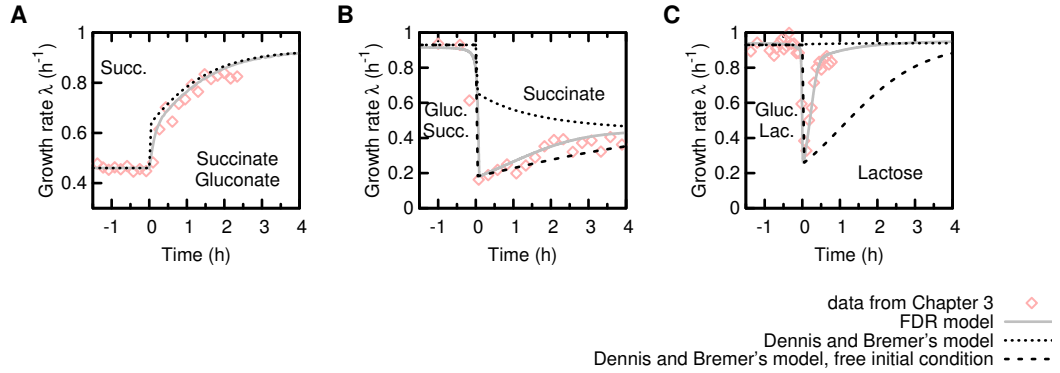 A
Growth rate λ (h⁻¹)
1
0.8
0.6
0.4
Succ.
Succinate
Gluconate
-1 0 1 2 3 4
Time (h)
B
Growth rate λ (h⁻¹)
1
0.8
0.6
0.4
0.2
0
Gluc.
Succ.
Succinate
-1 0 1 2 3 4
Time (h)
C
Growth rate λ (h⁻¹)
1
0.8
0.6
0.4
0.2
0
Gluc.
Lac.
Lactose
-1 0 1 2 3 4
Time (h)
data from Chapter 3
FDR model
Dennis and Bremer's model
Dennis and Bremer's model, free initial condition